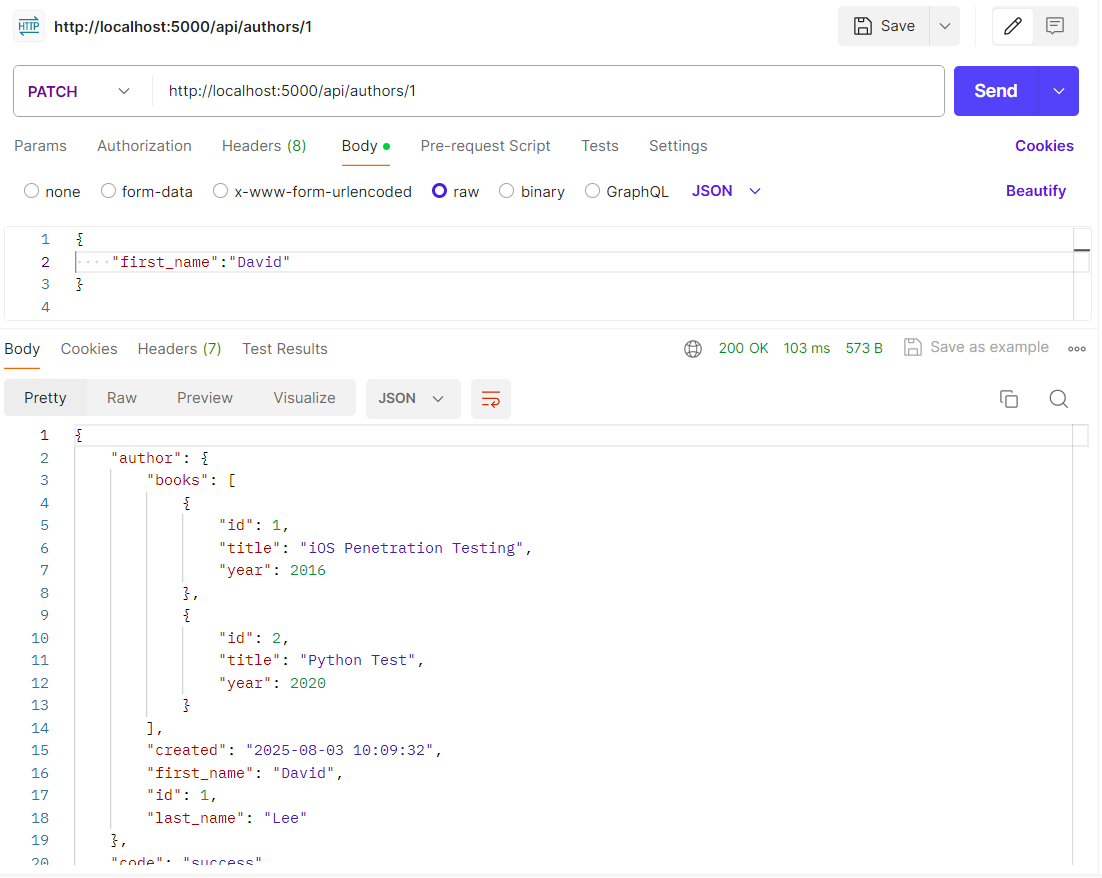 HTTP http://localhost:5000/api/authors/1 Save
PATCH http://localhost:5000/api/authors/1 Send
Params Authorization Headers (8) Body Pre-request Script Tests Settings Cookies
none form-data x-www-form-urlencoded raw binary GraphQL JSON Beautify
1 {
2 ····"first_name":"David"
3 }
4
Body Cookies Headers (7) Test Results 200 OK 103 ms 573 B Save as example
Pretty Raw Preview Visualize JSON
1 {
2 "author": {
3 "books": [
4 {
5 "id": 1,
6 "title": "iOS Penetration Testing",
7 "year": 2016
8 },
9 {
10 "id": 2,
11 "title": "Python Test",
12 "year": 2020
13 }
14 ],
15 "created": "2025-08-03 10:09:32",
16 "first_name": "David",
17 "id": 1,
18 "last_name": "Lee"
19 },
20 "code": "success"